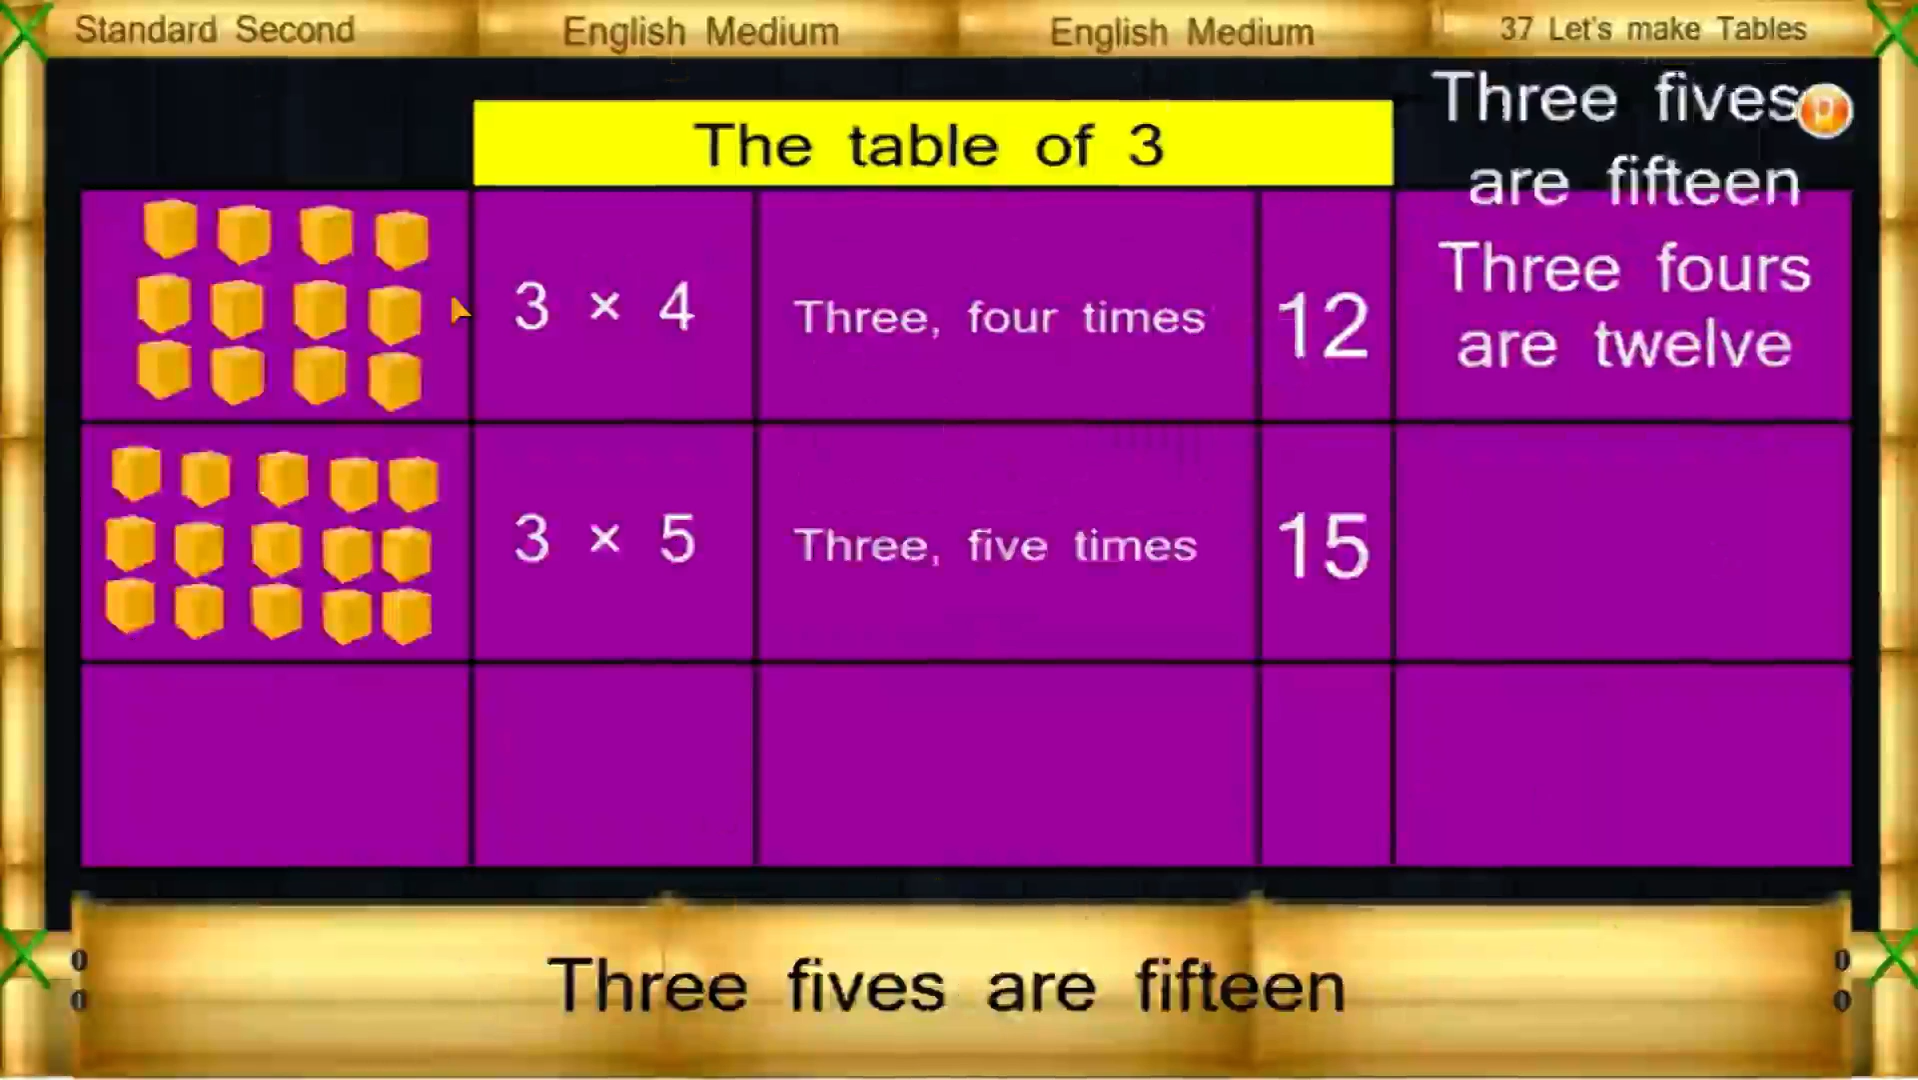 Standard Second
English Medium
English Medium
37 Let's make Tables
The table of 3
Three fives
are fifteen
3 × 4
Three, four times
12
Three fours
are twelve
3 × 5
Three, five times
15
Three fives are fifteen